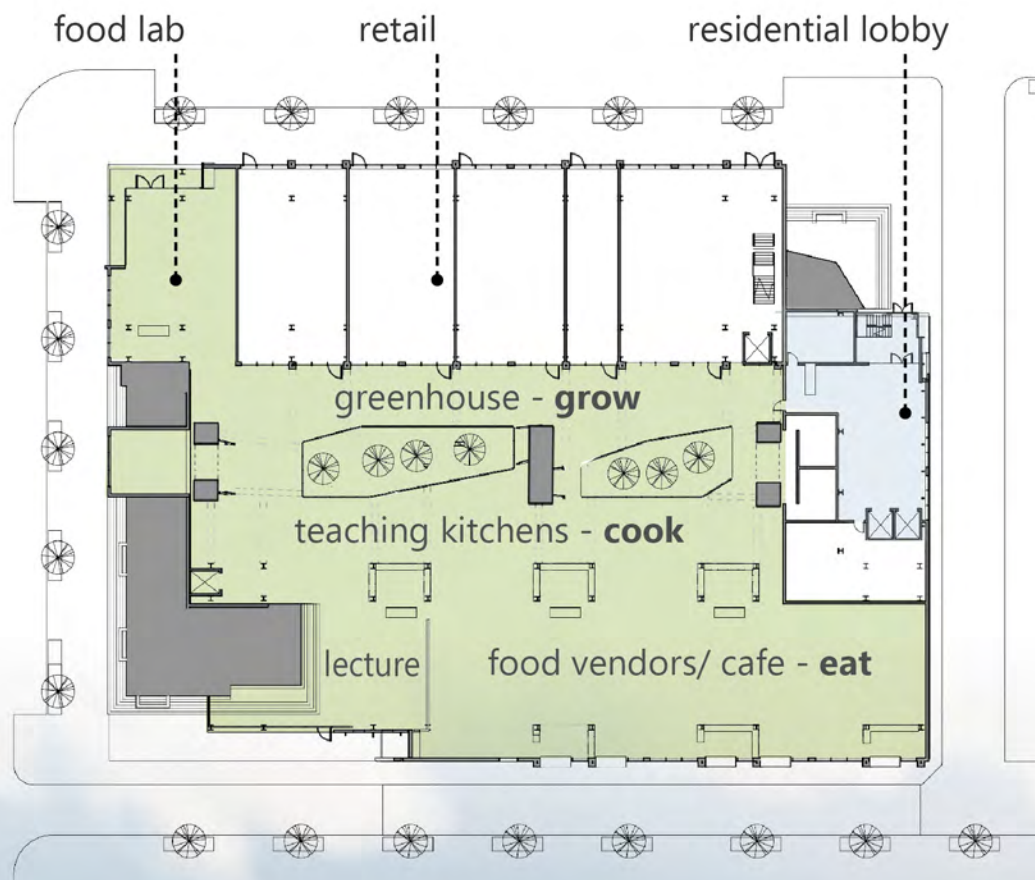 food lab
retail
residential lobby
greenhouse - grow
teaching kitchens - cook
lecture
food vendors/ cafe - eat